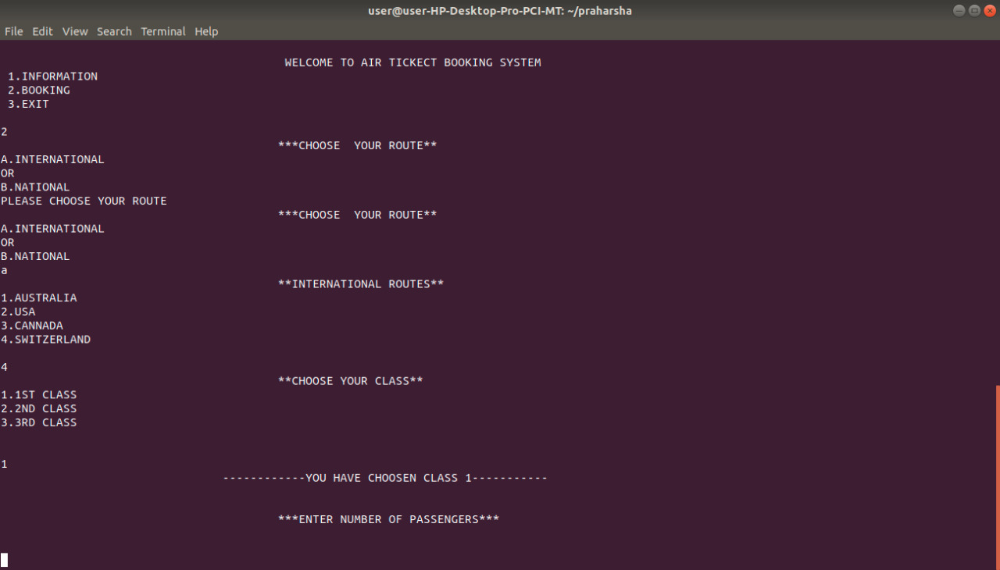 user@user-HP-Desktop-Pro-PCI-MT: ~/praharsha
File Edit View Search Terminal Help
WELCOME TO AIR TICKECT BOOKING SYSTEM
1.INFORMATION
2.BOOKING
3.EXIT
2
***CHOOSE  YOUR ROUTE**
A.INTERNATIONAL
OR
B.NATIONAL
PLEASE CHOOSE YOUR ROUTE
***CHOOSE  YOUR ROUTE**
A.INTERNATIONAL
OR
B.NATIONAL
a
**INTERNATIONAL ROUTES**
1.AUSTRALIA
2.USA
3.CANNADA
4.SWITZERLAND
4
**CHOOSE YOUR CLASS**
1.1ST CLASS
2.2ND CLASS
3.3RD CLASS
1
------------YOU HAVE CHOOSEN CLASS 1-----------
***ENTER NUMBER OF PASSENGERS***